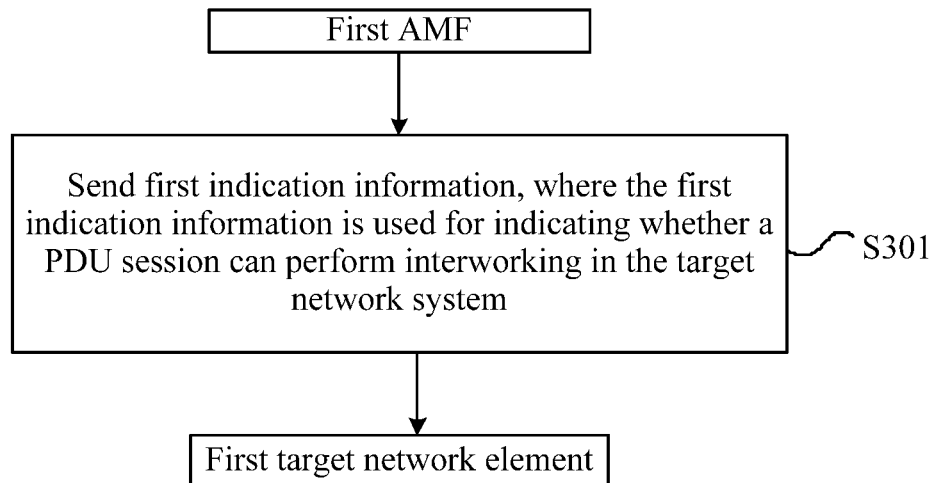 First AMF
Send first indication information, where the first
indication information is used for indicating whether a
PDU session can perform interworking in the target
network system
S301
First target network element